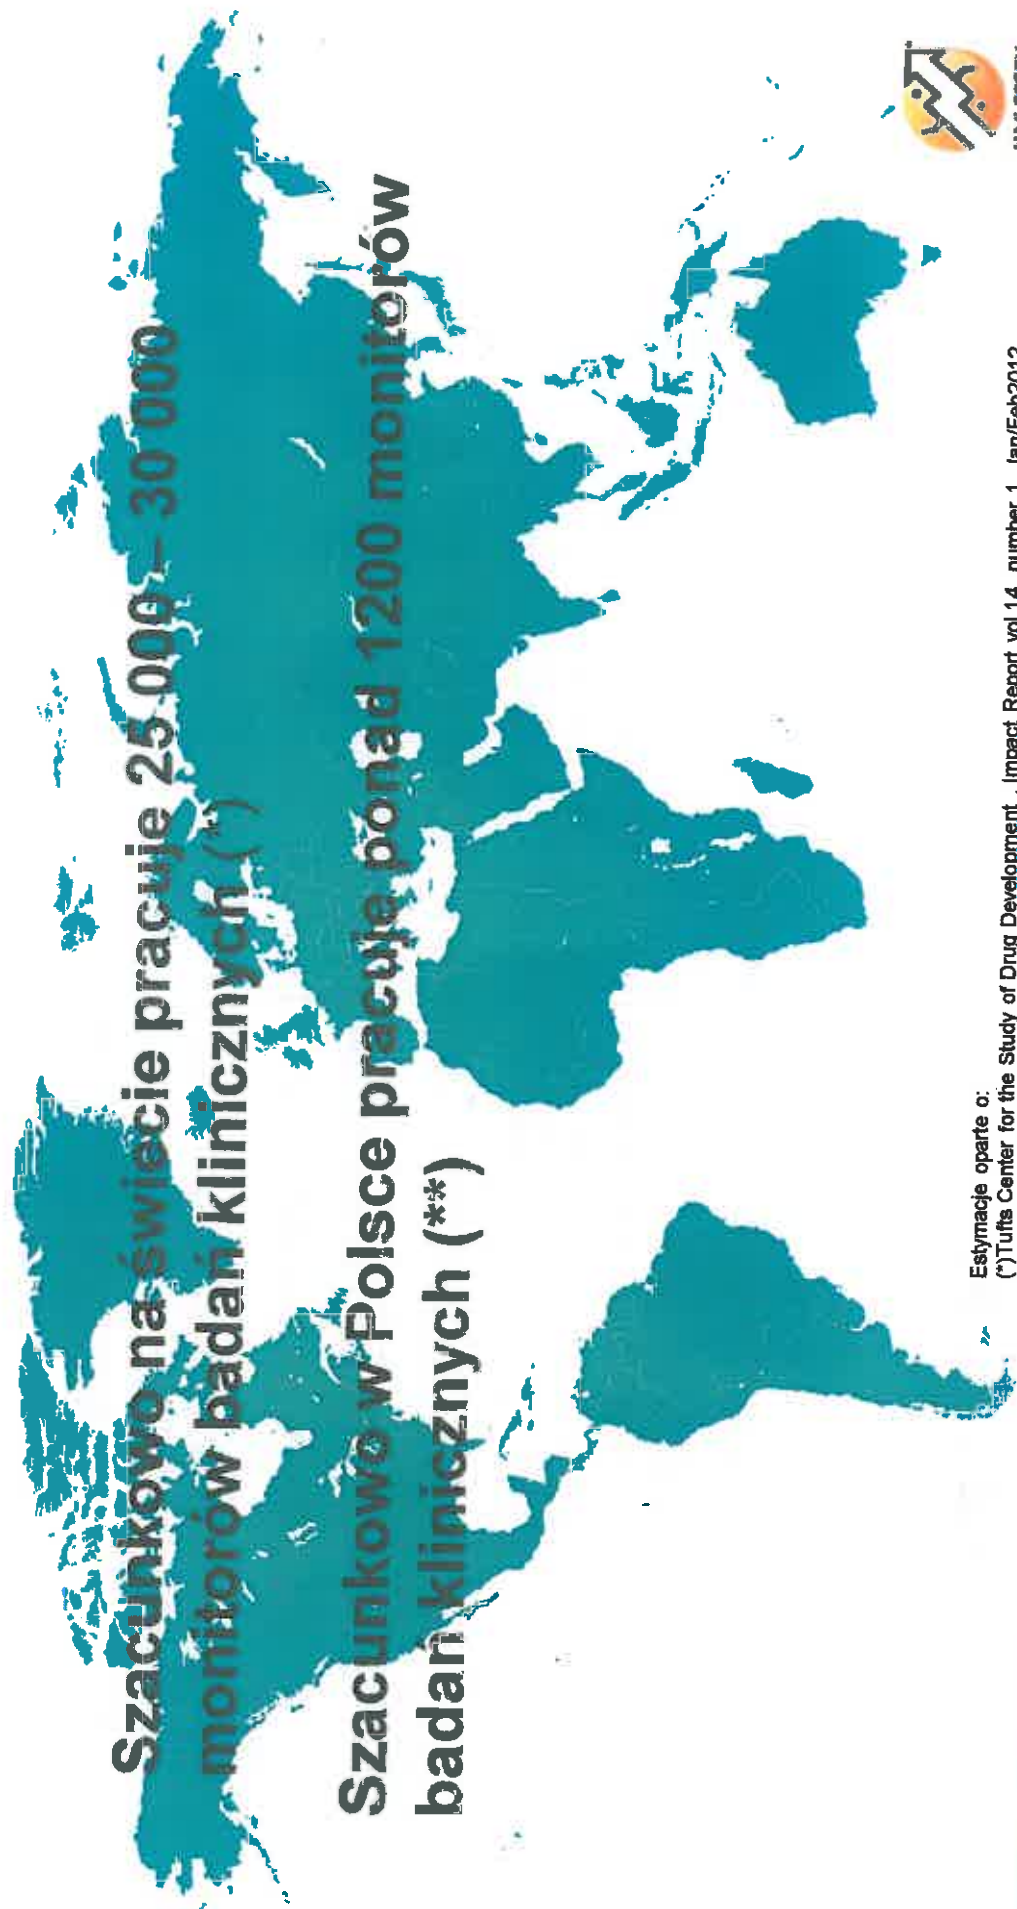 Szacunkowo na świecie pracuje 25 000 – 30 000
monitorów badań klinicznych (*)
Szacunkowo w Polsce pracuje ponad 1200 monitorów
badań klinicznych (**)
Estymacje oparte o:
(*)Tufts Center for the Study of Drug Development , Impact Report vol.14, number 1, Jan/Feb2012